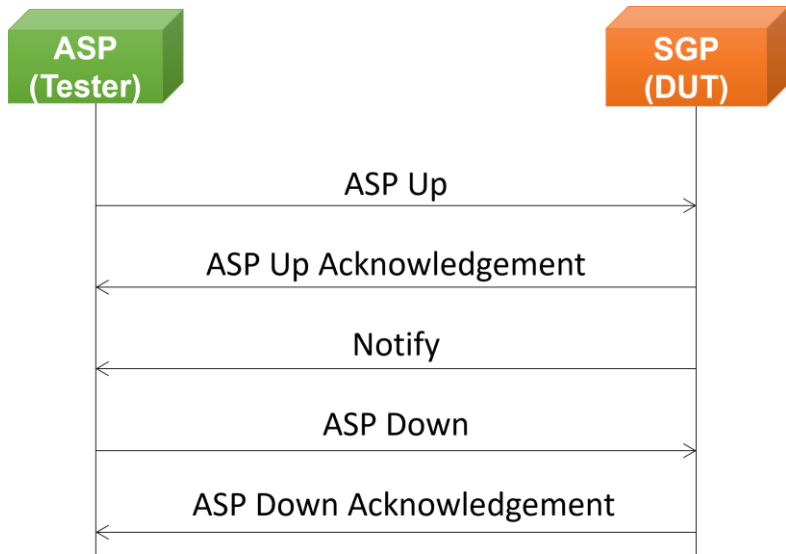 ASP
(Tester)
SGP
(DUT)
ASP Up
ASP Up Acknowledgement
Notify
ASP Down
ASP Down Acknowledgement